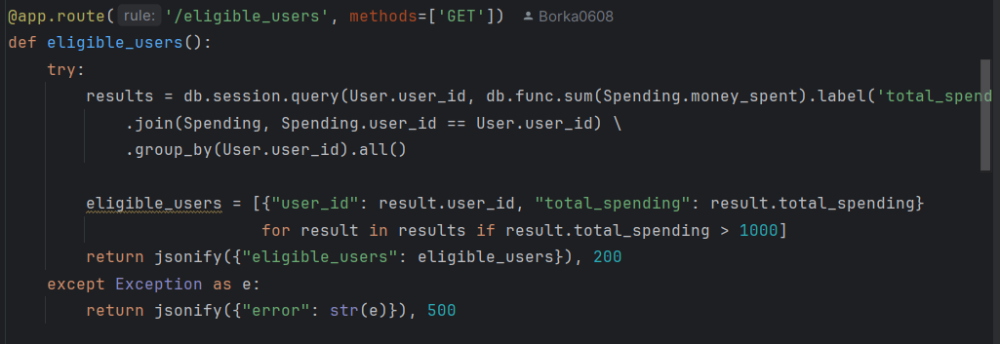 @app.route( rule: '/eligible_users', methods=['GET']) Borka0608
def eligible_users():
    try:
        results = db.session.query(User.user_id, db.func.sum(Spending.money_spent).label('total_spend
            .join(Spending, Spending.user_id == User.user_id) \
            .group_by(User.user_id).all()
        eligible_users = [{"user_id": result.user_id, "total_spending": result.total_spending}
                          for result in results if result.total_spending > 1000]
        return jsonify({"eligible_users": eligible_users}), 200
    except Exception as e:
        return jsonify({"error": str(e)}), 500